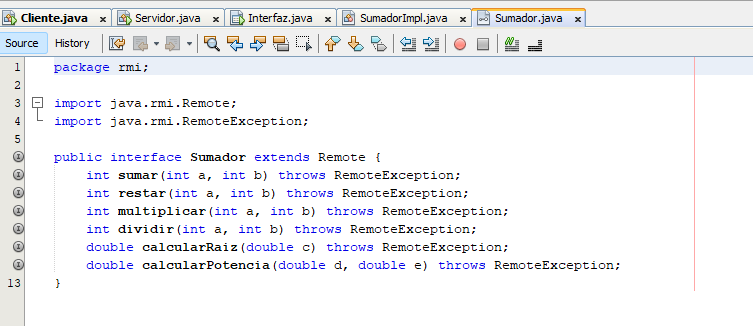 Cliente.java Servidor.java Interfaz.java SumadorImpl.java Sumador.java
Source History
1 package rmi;
2
3 import java.rmi.Remote;
4 import java.rmi.RemoteException;
5
public interface Sumador extends Remote {
int sumar(int a, int b) throws RemoteException;
int restar(int a, int b) throws RemoteException;
int multiplicar(int a, int b) throws RemoteException;
int dividir(int a, int b) throws RemoteException;
double calcularRaiz(double c) throws RemoteException;
double calcularPotencia(double d, double e) throws RemoteException;
13 }